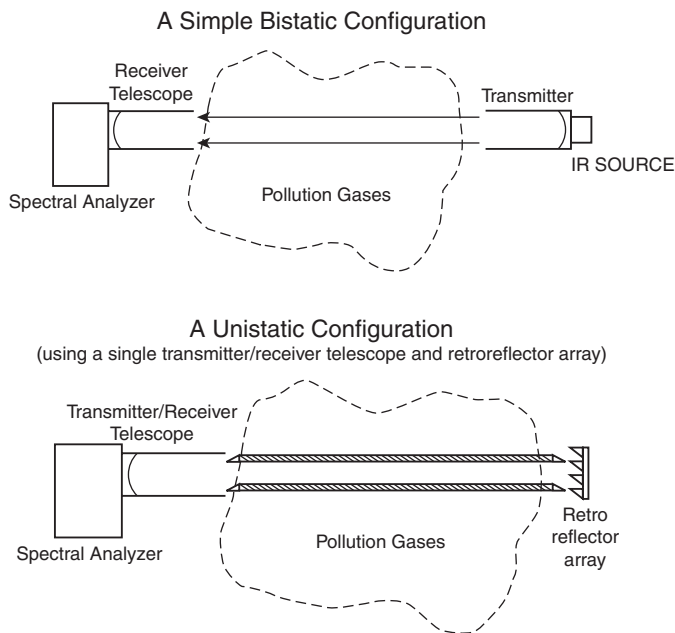 A Simple Bistatic Configuration
Receiver
Telescope
Transmitter
IR SOURCE
Pollution Gases
Spectral Analyzer
A Unistatic Configuration
(using a single transmitter/receiver telescope and retroreflector array)
Transmitter/Receiver
Telescope
Pollution Gases
Spectral Analyzer
Retro
reflector
array